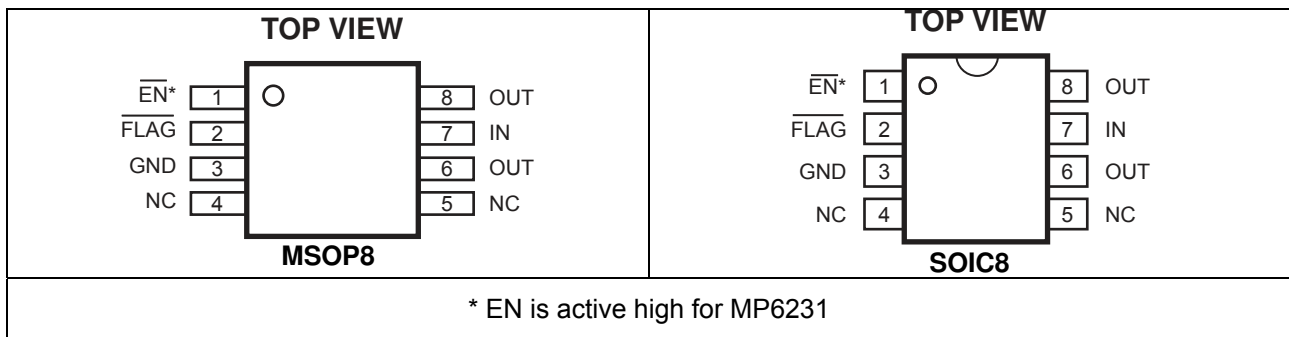 TOP VIEW
EN*
FLAG
GND
NC
1
2
3
4
8
7
6
5
OUT
IN
OUT
NC
MSOP8
TOP VIEW
EN*
FLAG
GND
NC
1
2
3
4
8
7
6
5
OUT
IN
OUT
NC
SOIC8
* EN is active high for MP6231